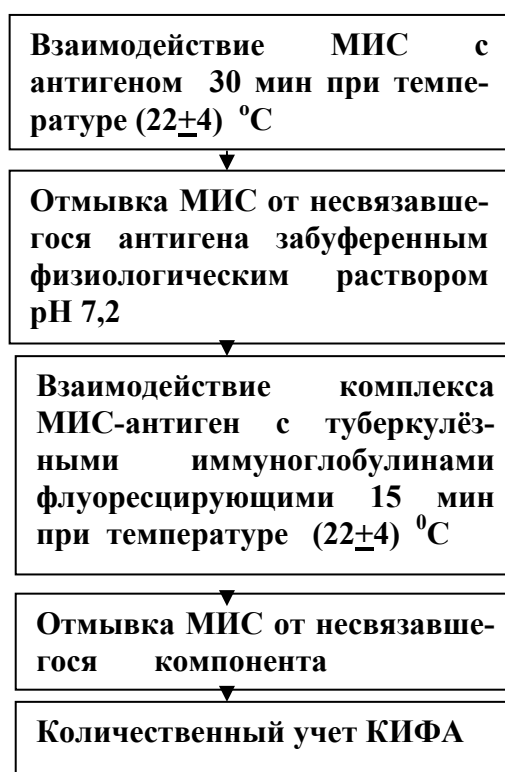 Взаимодействие МИС с
антигеном 30 мин при темпе-
ратуре (22±4) ⁰С
Отмывка МИС от несвязавше-
гося антигена забуференным
физиологическим раствором
рН 7,2
Взаимодействие комплекса
МИС-антиген с туберкулёз-
ными иммуноглобулинами
флуоресцирующими 15 мин
при температуре (22±4) ⁰С
Отмывка МИС от несвязавше-
гося компонента
Количественный учет КИФА